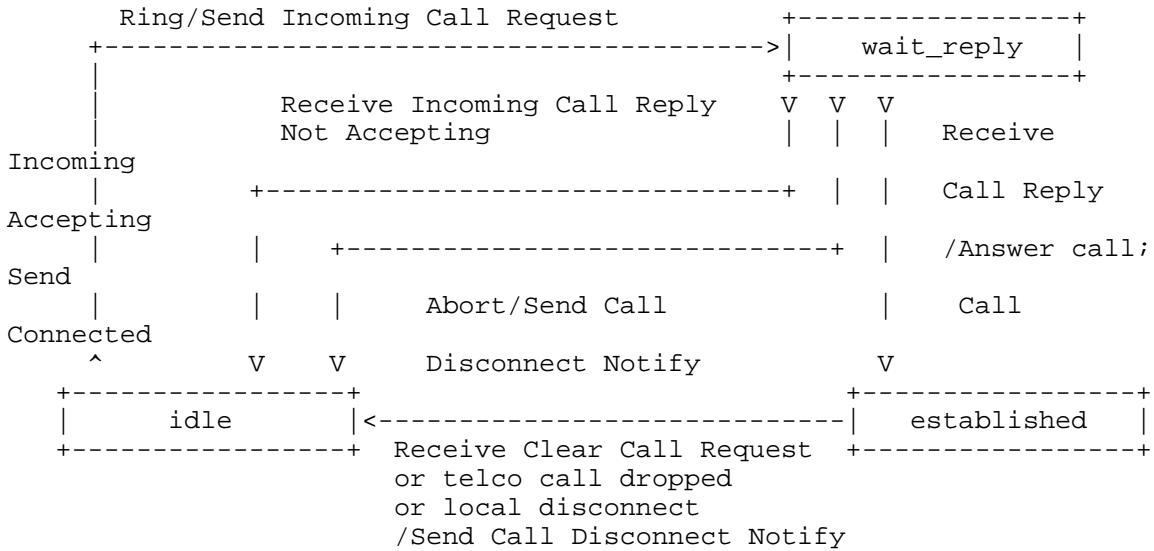 Ring/Send Incoming Call Request
wait_reply
Receive Incoming Call Reply V V V
Not Accepting Receive
Incoming
Call Reply
Accepting
/Answer call;
Send
Abort/Send Call Call
Connected
^ V V Disconnect Notify V
idle established
Receive Clear Call Request
or telco call dropped
or local disconnect
/Send Call Disconnect Notify